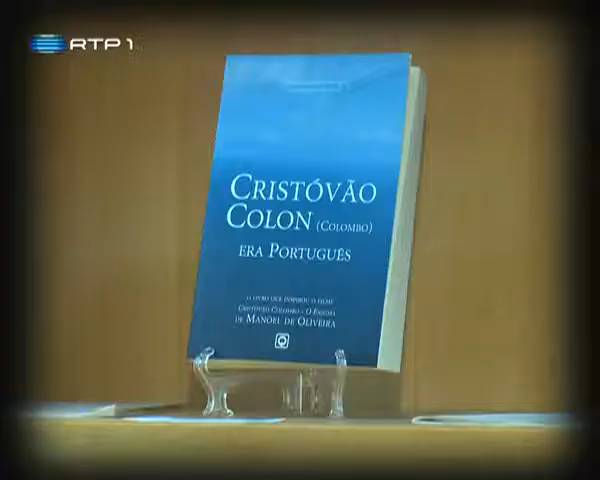 RTP 1
CRISTÓVÃO
COLON (COLOMBO)
ERA PORTUGUÊS
O LIVRO QUE INSPIROU O FILME
CRISTÓVÃO COLOMBO – O ENIGMA
DE MANOEL DE OLIVEIRA